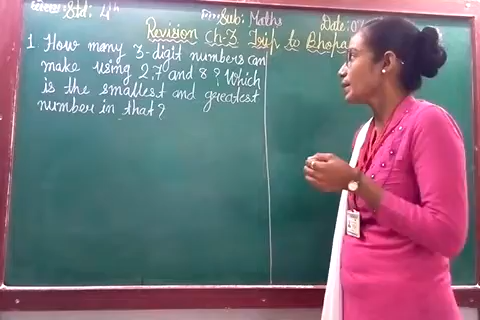 Std: 4th Sub: Maths Date:
Revision Ch-3 Trip to Bhopa
1 How many 3-digit numbers can
make using 2,7 and 8? Which
is the smallest and greatest
number in that?